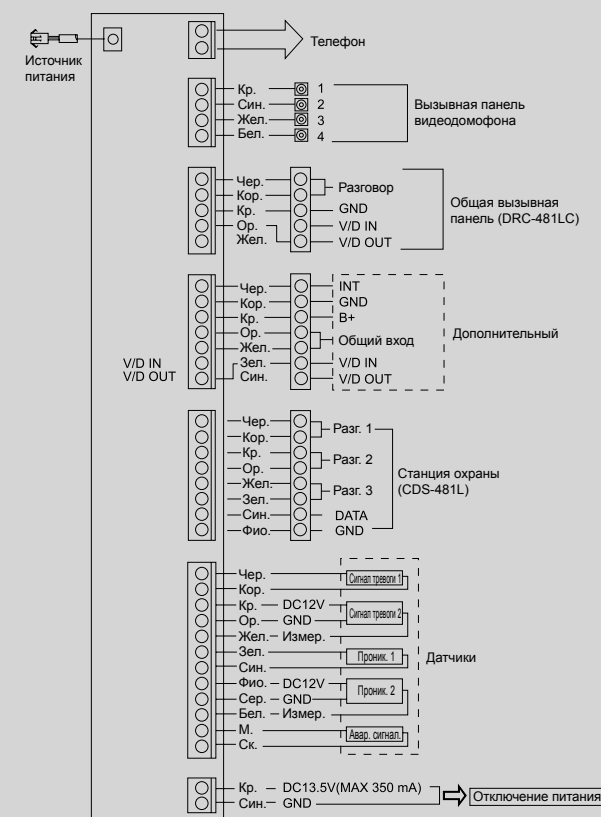 Телефон
Источник
питания
Кр. 1
Син. 2
Жел. 3
Бел. 4
Вызывная панель
видеодомофона
Чер.
Кор.
Кр.
Ор.
Жел.
Разговор
GND
V/D IN
V/D OUT
Общая вызывная
панель (DRC-481LC)
V/D IN
V/D OUT
Чер.
Кор.
Кр.
Ор.
Жел.
Зел.
Син.
INT
GND
B+
Общий вход
V/D IN
V/D OUT
Дополнительный
Чер.
Кор.
Кр.
Ор.
Жел.
Зел.
Син.
Фио.
Разг. 1
Разг. 2
Разг. 3
DATA
GND
Станция охраны
(CDS-481L)
Чер.
Кор.
Кр. DC12V
Ор. GND
Жел. Измер.
Зел.
Син.
Фио. DC12V
Сер. GND
Бел. Измер.
М.
Ск.
Сигнал тревоги 1
Сигнал тревоги 2
Проник. 1
Проник. 2
Авар. сигнал.
Датчики
Кр. DC13.5V(MAX 350 mA)
Син. GND
Отключение питания